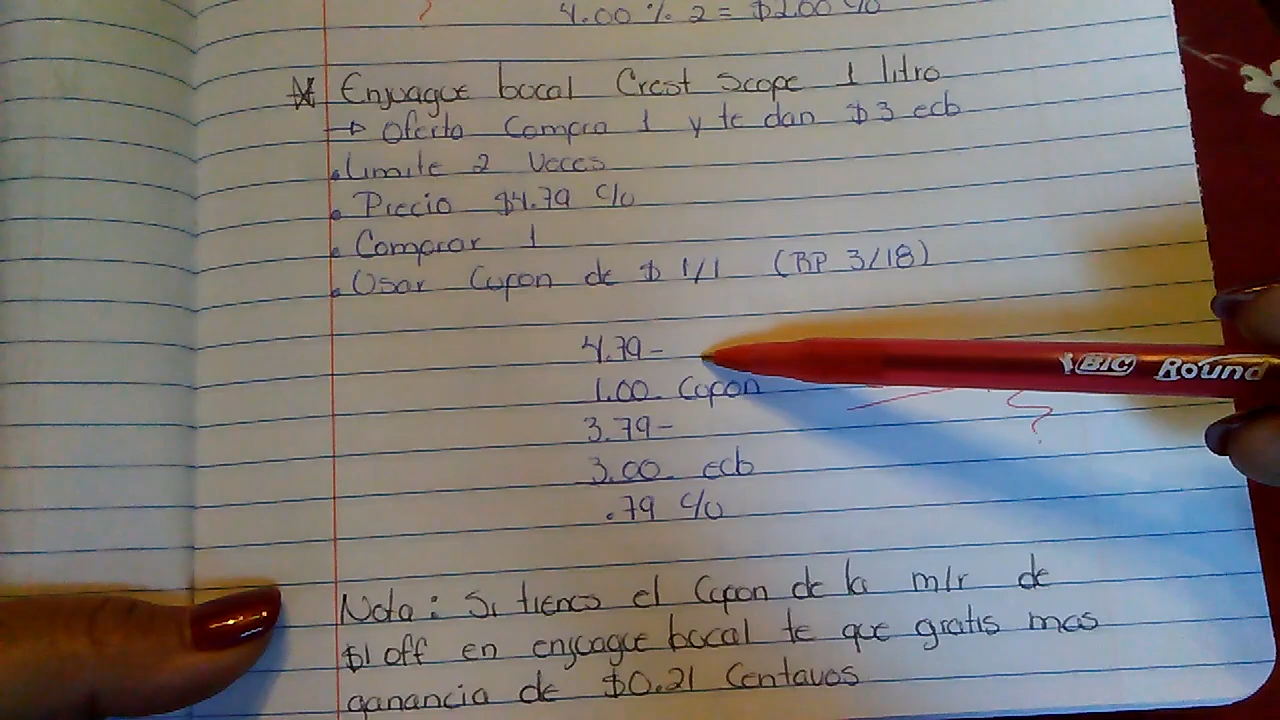 4.00 % 2 = $2.00 c/u
Enjuague bocal Crest Scope 1 litro
→ Oferta Compra 1 y te dan $3 ecb
• Limite 2 Veces
• Precio $4.79 c/u
• Comprar 1
• Usar Cupon de $1/1 (RP 3/18)
4.79-
1.00 Cupon
3.79-
3.00 ecb
.79 c/u
BIC Round
Nota: Si tienes el Cupon de la mlr de
$1 off en enjuague bocal te que gratis mas
ganancia de $0.21 Centavos